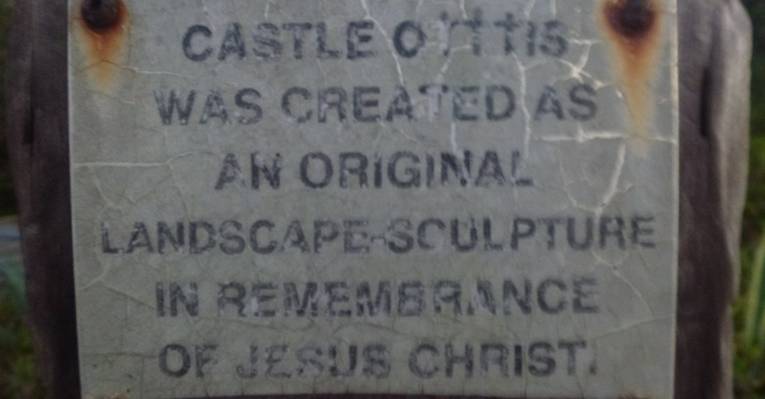 CASTLE OTTTIS
WAS CREATED AS
AN ORIGINAL
LANDSCAPE-SCULPTURE
IN REMEMBRANCE
OF JESUS CHRIST.